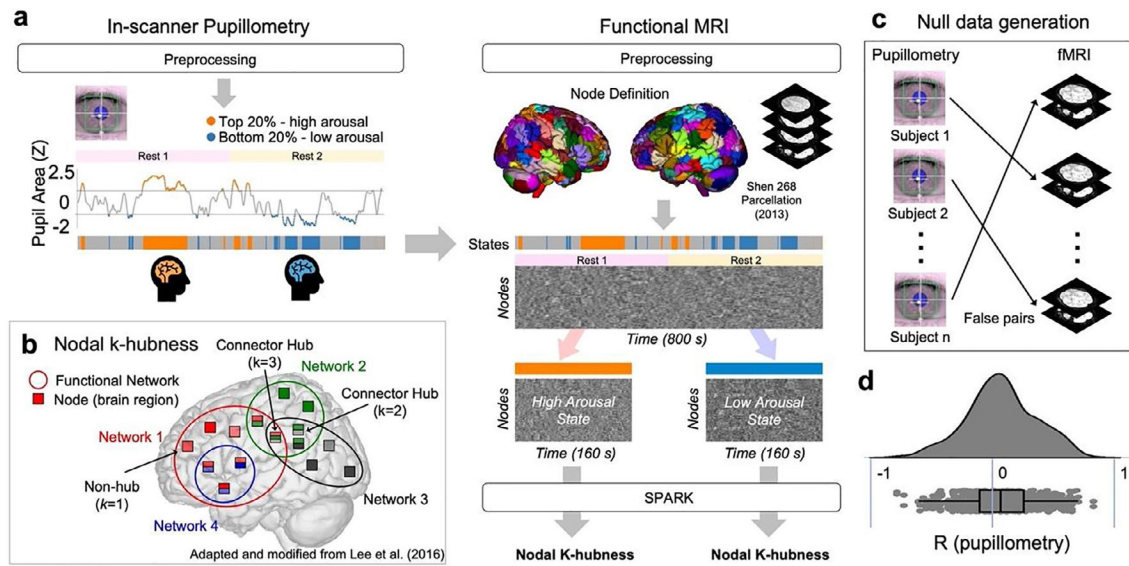 a
In-scanner Pupillometry
Preprocessing
Top 20% - high arousal
Bottom 20% - low arousal
Rest 1
Rest 2
Pupil Area (Z)
2.5
0
-2
Functional MRI
Preprocessing
Node Definition
Shen 268
Parcellation
(2013)
States
Rest 1
Rest 2
Nodes
Time (800 s)
Nodes
High Arousal
State
Time (160 s)
Nodes
Low Arousal
State
Time (160 s)
SPARK
Nodal K-hubness
Nodal K-hubness
b
Nodal k-hubness
Functional Network
Node (brain region)
Connector Hub
(k=3)
Network 2
Connector Hub
(k=2)
Network 1
Non-hub
(k=1)
Network 3
Network 4
Adapted and modified from Lee et al. (2016)
c
Null data generation
Pupillometry
fMRI
Subject 1
Subject 2
Subject n
False pairs
d
-1
0
1
R (pupillometry)